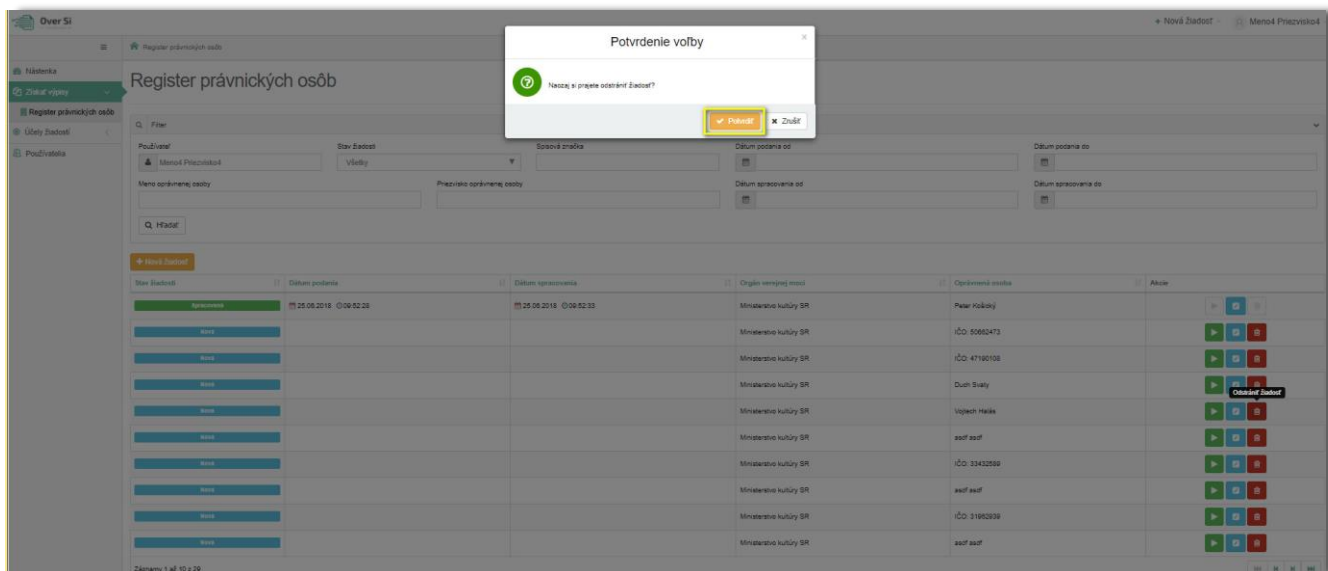 Over Si
+ Nová žiadosť
Meno4 Priezvisko4
Register právnických osôb
Potvrdenie voľby
×
Naozaj si prajete odstrániť žiadosť?
Potvrdiť
Zrušiť
Nástenka
Získať výpisy
Register právnických osôb
Účely žiadostí
Používatelia
Register právnických osôb
Filter
Používateľ
Stav žiadosti
Spisová značka
Dátum podania od
Dátum podania do
Meno4 Priezvisko4
Všetky
Meno oprávnenej osoby
Priezvisko oprávnenej osoby
Dátum spracovania od
Dátum spracovania do
Hľadať
+ Nová žiadosť
Stav žiadosti Dátum podania Dátum spracovania Orgán verejnej moci Oprávnená osoba Akcie
Spracovaná 25.06.2018 09:52:28 25.06.2018 09:52:33 Ministerstvo kultúry SR Peter Košický
Nová Ministerstvo kultúry SR IČO: 50662473
Nová Ministerstvo kultúry SR IČO: 47190108
Nová Ministerstvo kultúry SR Duch Svaty
Odstrániť žiadosť
Nová Ministerstvo kultúry SR Vojtech Halás
Nová Ministerstvo kultúry SR asdf asdf
Nová Ministerstvo kultúry SR IČO: 33432589
Nová Ministerstvo kultúry SR asdf asdf
Nová Ministerstvo kultúry SR IČO: 31962939
Nová Ministerstvo kultúry SR asdf asdf
Záznamy 1 až 10 z 29